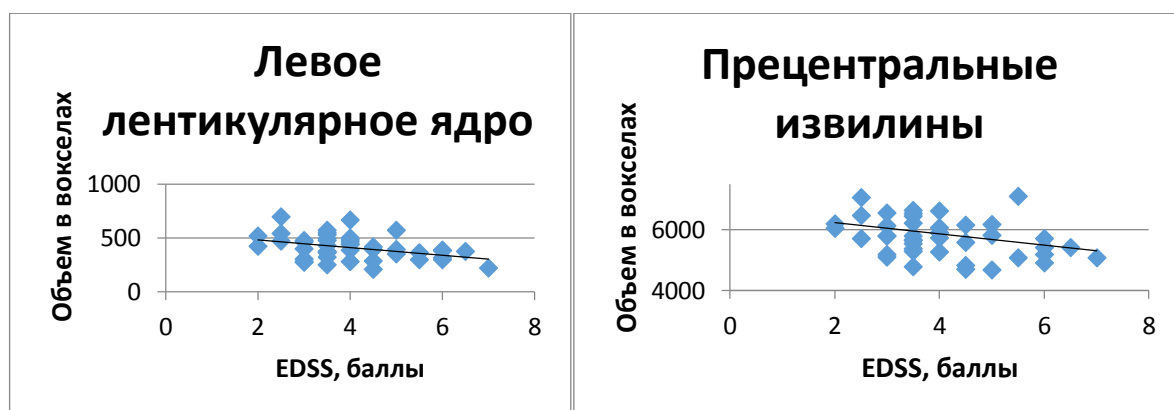 Левое
лентикулярное ядро
Объем в вокселах
1000
500
0
0 2 4 6 8
EDSS, баллы
Прецентральные
извилины
Объем в вокселах
6000
4000
0 2 4 6 8
EDSS, баллы